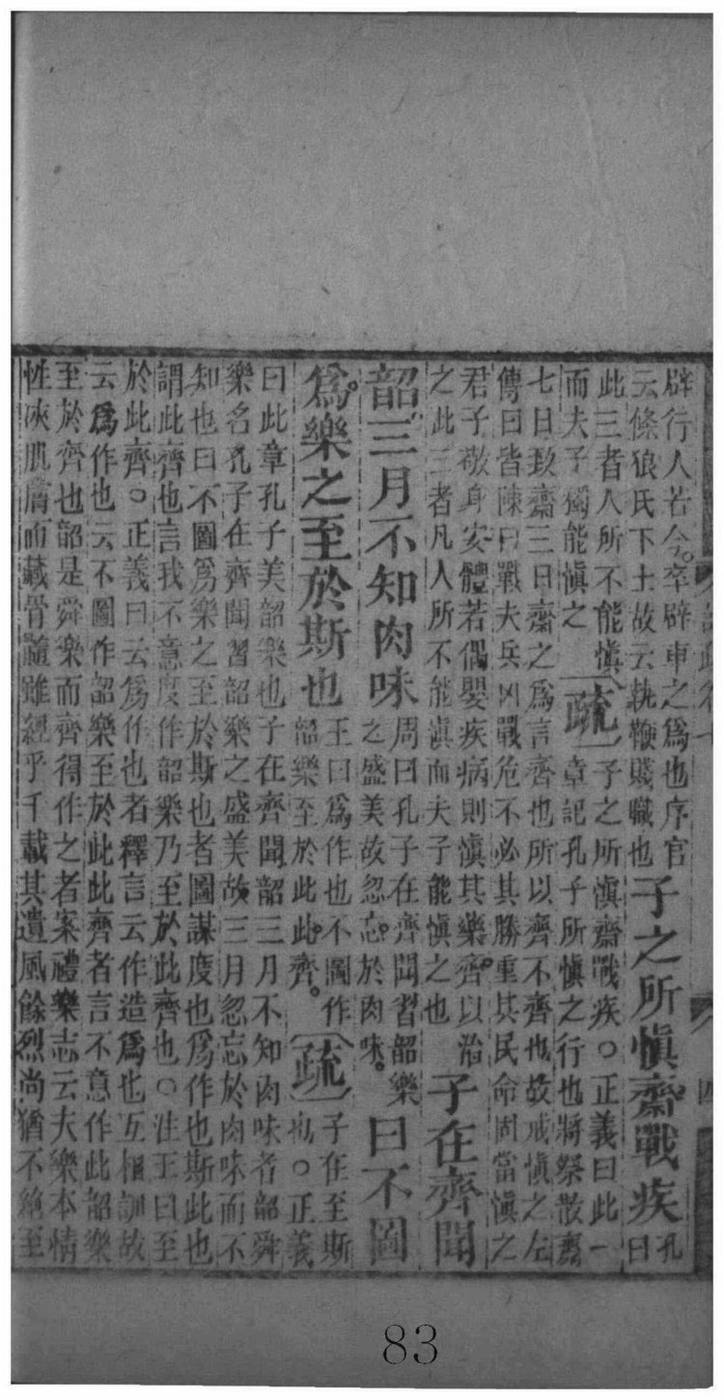 辟行人若今卒辟車之爲也序官
云條狼氏下士故云執鞭賤職也
子之所慎齋戰疾
孔
曰
此三者人所不能慎
而夫子獨能慎之
疏
子之所慎齋戰疾○正義曰此一
章記孔子所慎之行也將祭散齋
七日致齋三日齋之爲言齊也所以齊不齊也故戒慎之左
傳曰皆陳曰戰夫兵凶戰危不必其勝重其民命固當慎之
君子敬身安體若偶嬰疾病則慎其藥齊以治
之此三者凡人所不能慎而夫子能慎之也
子在齊聞
韶三月不知肉味
周曰孔子在齊聞習韶樂
之盛美故忽忘於肉味
曰不圖
爲樂之至於斯也
王曰爲作也不圖作
韶樂至於此此齊
疏
子在至斯
也○正義
曰此章孔子美韶樂也子在齊聞韶三月不知肉味者韶舜
樂名孔子在齊聞習韶樂之盛美故三月忽忘於肉味而不
知也曰不圖爲樂之至於斯也者圖謀度也爲作也斯此也
謂此齊也言我不意度作韶樂乃至於此齊也○注王曰至
於此齊○正義曰云爲作也者釋言云作造爲也互相訓故
云爲作也云不圖作韶樂至於此此齊者言不意作此韶樂
至於齊也韶是舜樂而齊得作之者案禮樂志云夫樂本情
性浹肌膚而藏骨髓雖經乎千載其遺風餘烈尚猶不絕至
83